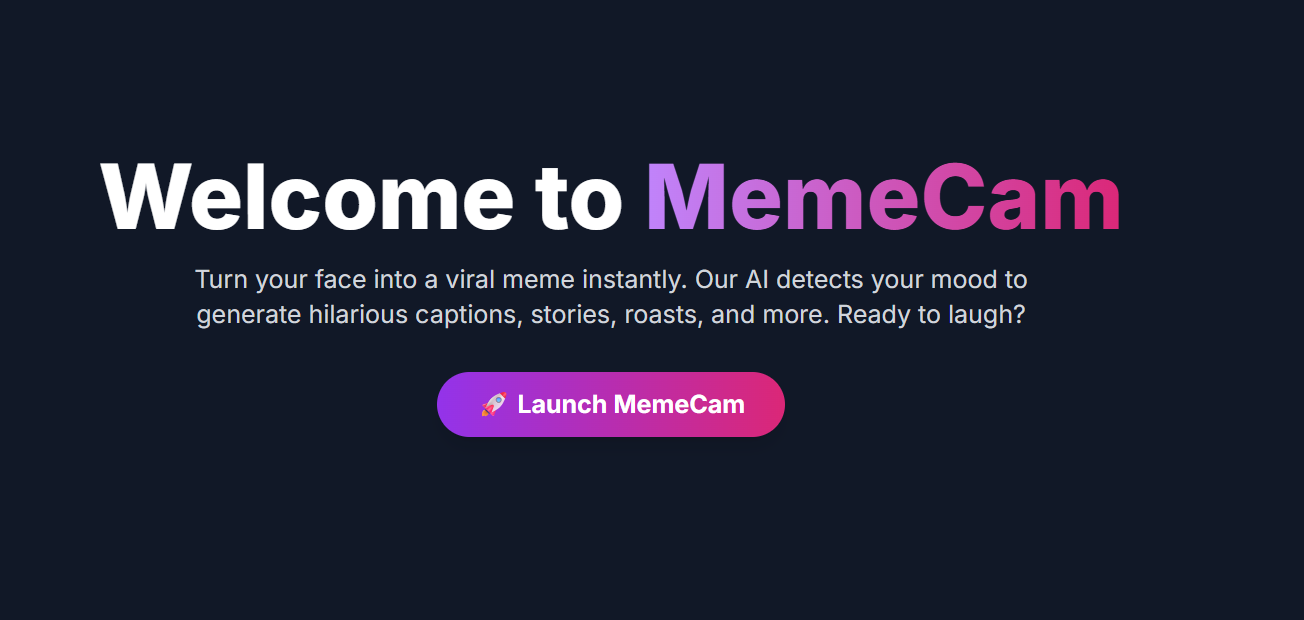 Welcome to MemeCam
Turn your face into a viral meme instantly. Our AI detects your mood to
generate hilarious captions, stories, roasts, and more. Ready to laugh?
🚀 Launch MemeCam